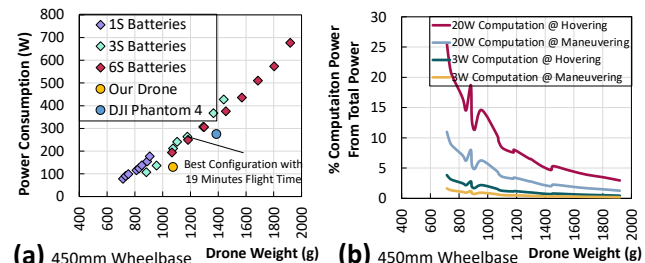 Power Consumption (W)
800
700
600
500
400
300
200
100
0
1S Batteries
3S Batteries
6S Batteries
Our Drone
DJI Phantom 4
Best Configuration with
19 Minutes Flight Time
400
600
800
1000
1200
1400
1600
1800
2000
(a) 450mm Wheelbase Drone Weight (g)
% Computaiton Power
From Total Power
30
25
20
15
10
5
0
20W Computation @ Hovering
20W Computation @ Maneuvering
3W Computation @ Hovering
3W Computation @ Maneuvering
400
600
800
1000
1200
1400
1600
1800
2000
(b) 450mm Wheelbase Drone Weight (g)